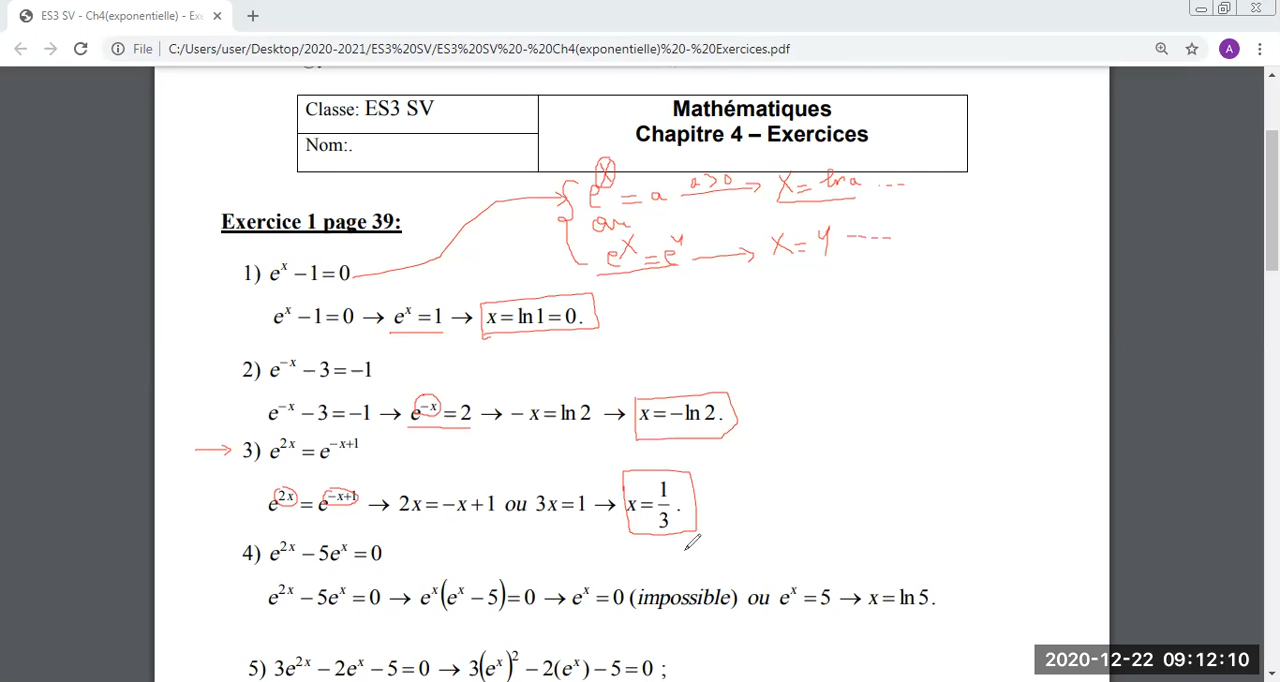 ES3 SV - Ch4(exponentielle) - Exe
File C:/Users/user/Desktop/2020-2021/ES3%20SV/ES3%20SV%20-%20Ch4(exponentielle)%20-%20Exercices.pdf
A
Classe: ES3 SV
Nom:.
Mathématiques
Chapitre 4 – Exercices
e^X = a a>0 → X = ln a ....
ou
e^X = e^Y → X = Y ----
Exercice 1 page 39:
1) e^x − 1 = 0
e^x − 1 = 0 → e^x = 1 → x = ln 1 = 0.
2) e^{−x} − 3 = −1
e^{−x} − 3 = −1 → e^{−x} = 2 → − x = ln 2 → x = −ln 2.
→ 3) e^{2x} = e^{−x+1}
e^{2x} = e^{−x+1} → 2x = −x + 1 ou 3x = 1 → x = 1/3.
4) e^{2x} − 5e^x = 0
e^{2x} − 5e^x = 0 → e^x(e^x − 5) = 0 → e^x = 0 (impossible) ou e^x = 5 → x = ln 5.
5) 3e^{2x} − 2e^x − 5 = 0 → 3(e^x)^2 − 2(e^x) − 5 = 0 ;
2020-12-22 09:12:10